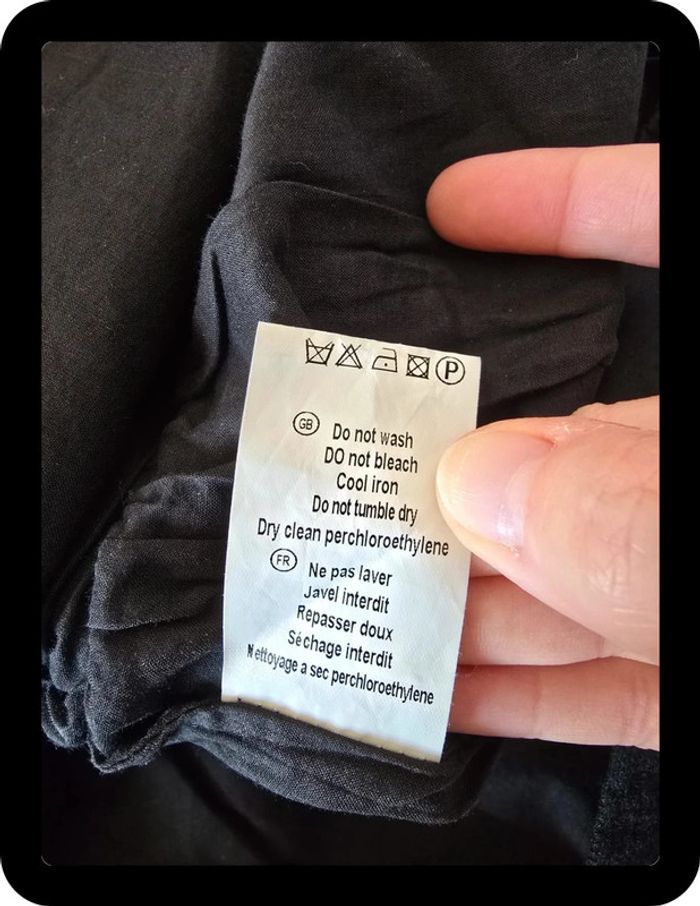 P
GB Do not wash
DO not bleach
Cool iron
Do not tumble dry
Dry clean perchloroethylene
FR Ne pas laver
Javel interdit
Repasser doux
Séchage interdit
Nettoyage a sec perchloroethylene